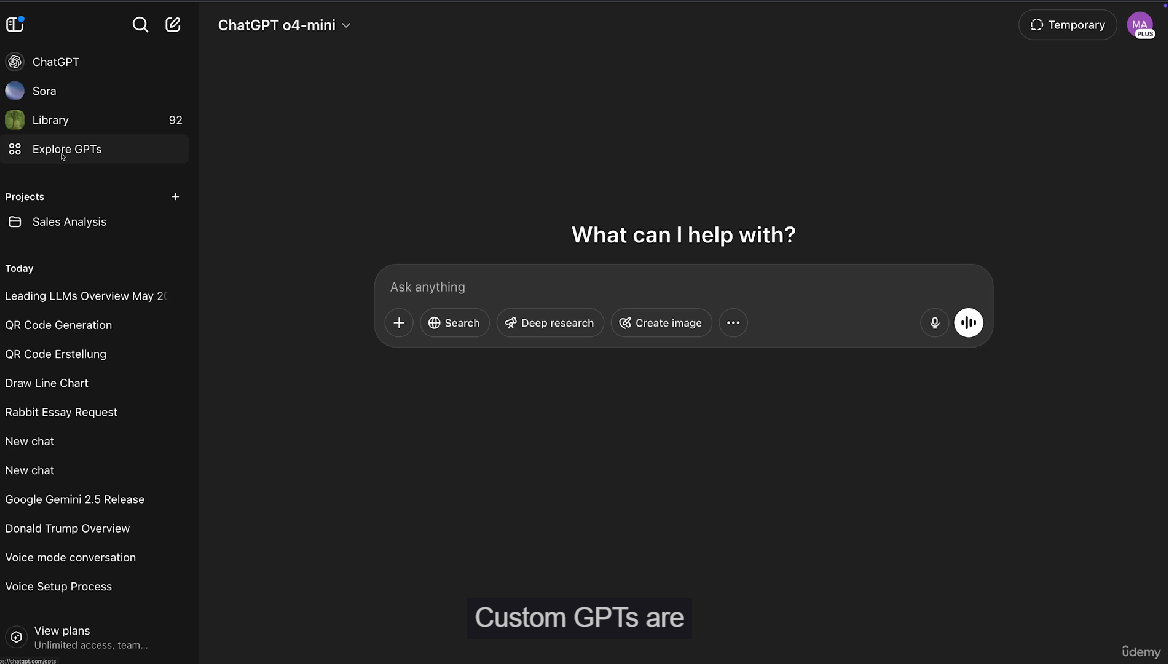 ChatGPT o4-mini
Temporary
MA
PLUS
ChatGPT
Sora
Library 92
Explore GPTs
Projects +
Sales Analysis
Today
Leading LLMs Overview May
QR Code Generation
QR Code Erstellung
Draw Line Chart
Rabbit Essay Request
New chat
New chat
Google Gemini 2.5 Release
Donald Trump Overview
Voice mode conversation
Voice Setup Process
View plans
Unlimited access, team...
What can I help with?
Ask anything
Search
Deep research
Create image
Custom GPTs are
ûdemy